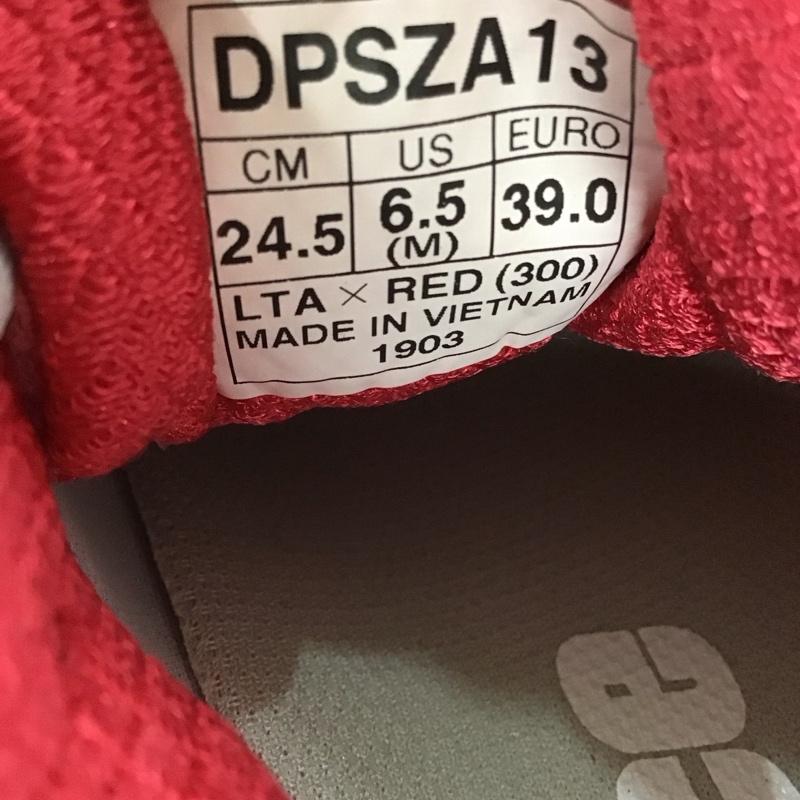 DPSZA13
CM US EURO
24.5 6.5 (M) 39.0
LTA × RED (300)
MADE IN VIETNAM
1903